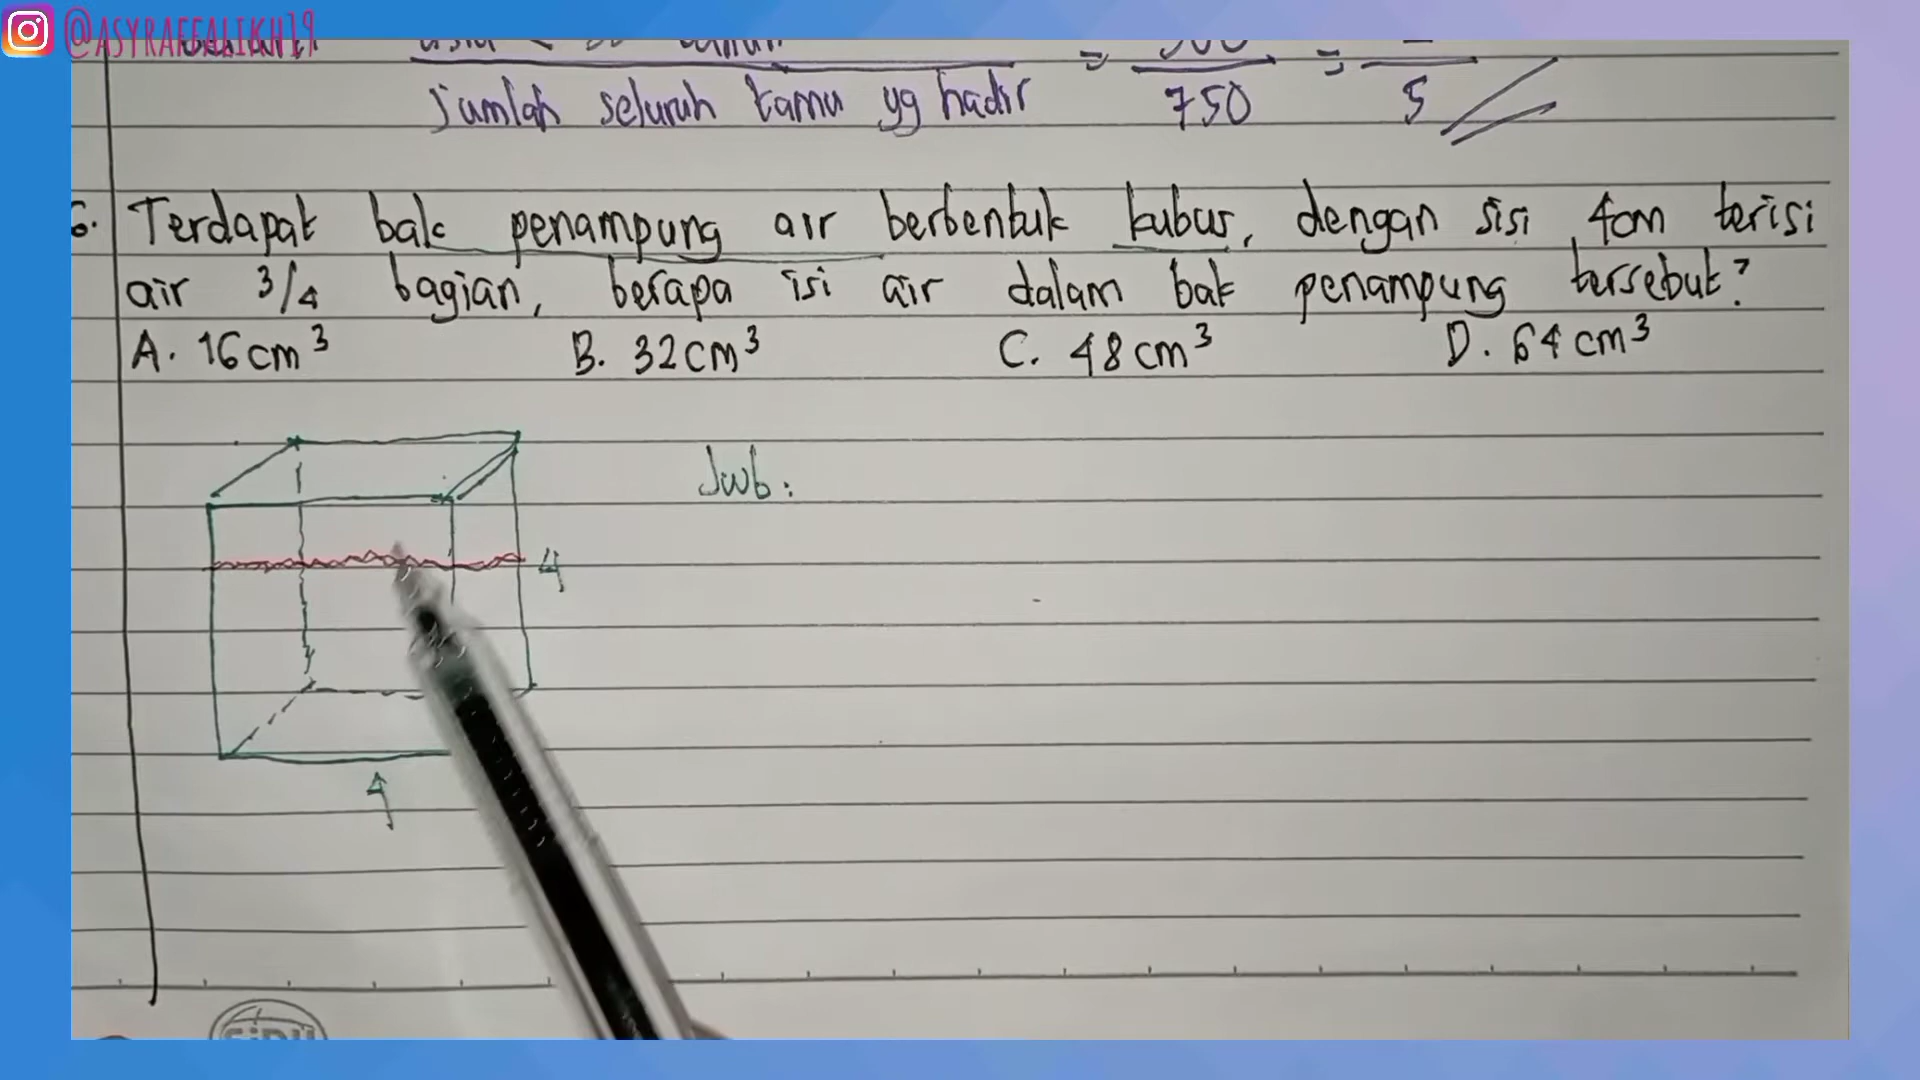 @ASYRAFFALIKH19
jumlah seluruh tamu yg hadir = 750 = 5
6. Terdapat bak penampung air berbentuk kubus, dengan sisi 4cm terisi
air 3/4 bagian, berapa isi air dalam bak penampung tersebut?
A. 16 cm³ B. 32 cm³ C. 48 cm³ D. 64 cm³
Jwb:
4
4
SiDU